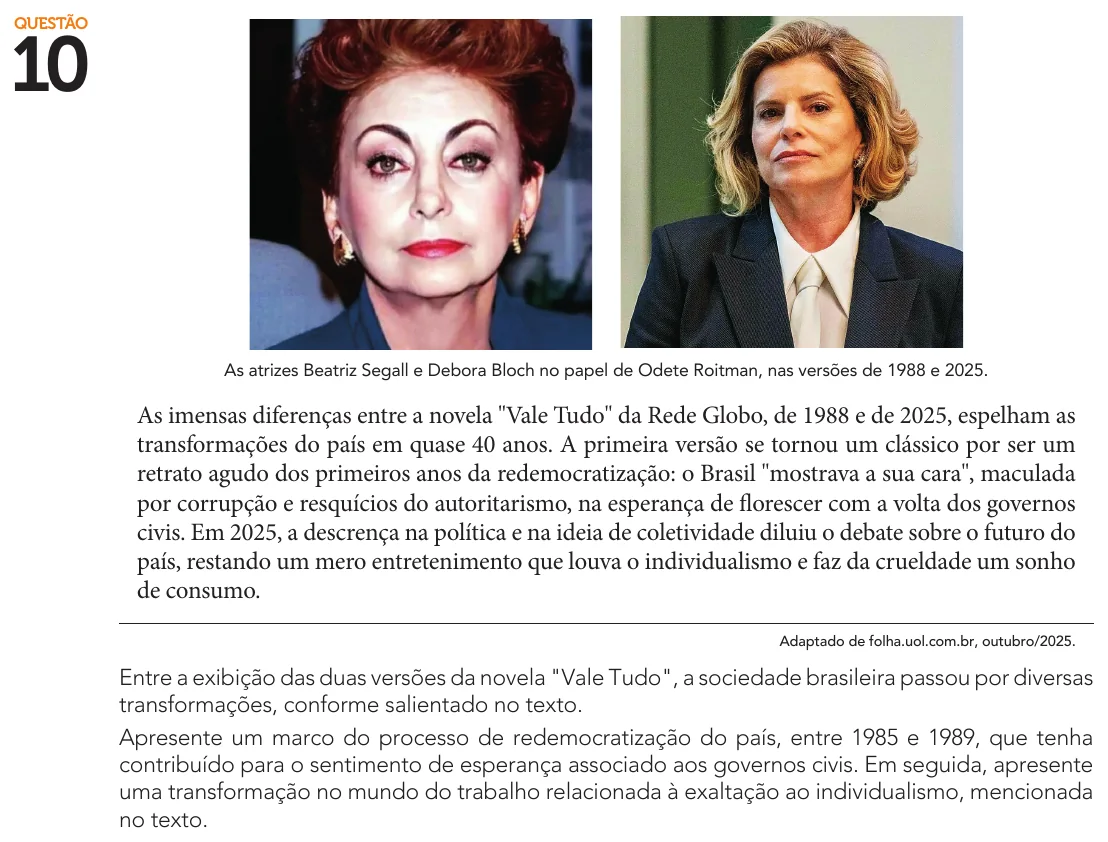 QUESTÃO
10
As atrizes Beatriz Segall e Debora Bloch no papel de Odete Roitman, nas versões de 1988 e 2025.
As imensas diferenças entre a novela "Vale Tudo" da Rede Globo, de 1988 e de 2025, espelham as
transformações do país em quase 40 anos. A primeira versão se tornou um clássico por ser um
retrato agudo dos primeiros anos da redemocratização: o Brasil "mostrava a sua cara", maculada
por corrupção e resquícios do autoritarismo, na esperança de florescer com a volta dos governos
civis. Em 2025, a descrença na política e na ideia de coletividade diluiu o debate sobre o futuro do
país, restando um mero entretenimento que louva o individualismo e faz da crueldade um sonho
de consumo.
Adaptado de folha.uol.com.br, outubro/2025.
Entre a exibição das duas versões da novela "Vale Tudo", a sociedade brasileira passou por diversas
transformações, conforme salientado no texto.
Apresente um marco do processo de redemocratização do país, entre 1985 e 1989, que tenha
contribuído para o sentimento de esperança associado aos governos civis. Em seguida, apresente
uma transformação no mundo do trabalho relacionada à exaltação ao individualismo, mencionada
no texto.